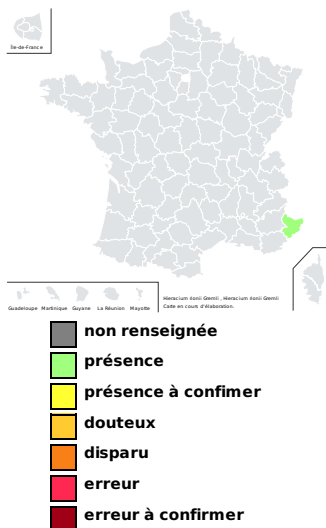 Île-de-France
Hieracium ilonii Gremli , Hieracium ilonii Gremli
Carte en cours d'élaboration.
Guadeloupe Martinique Guyane La Réunion Mayotte
non renseignée
présence
présence à confimer
douteux
disparu
erreur
erreur à confirmer